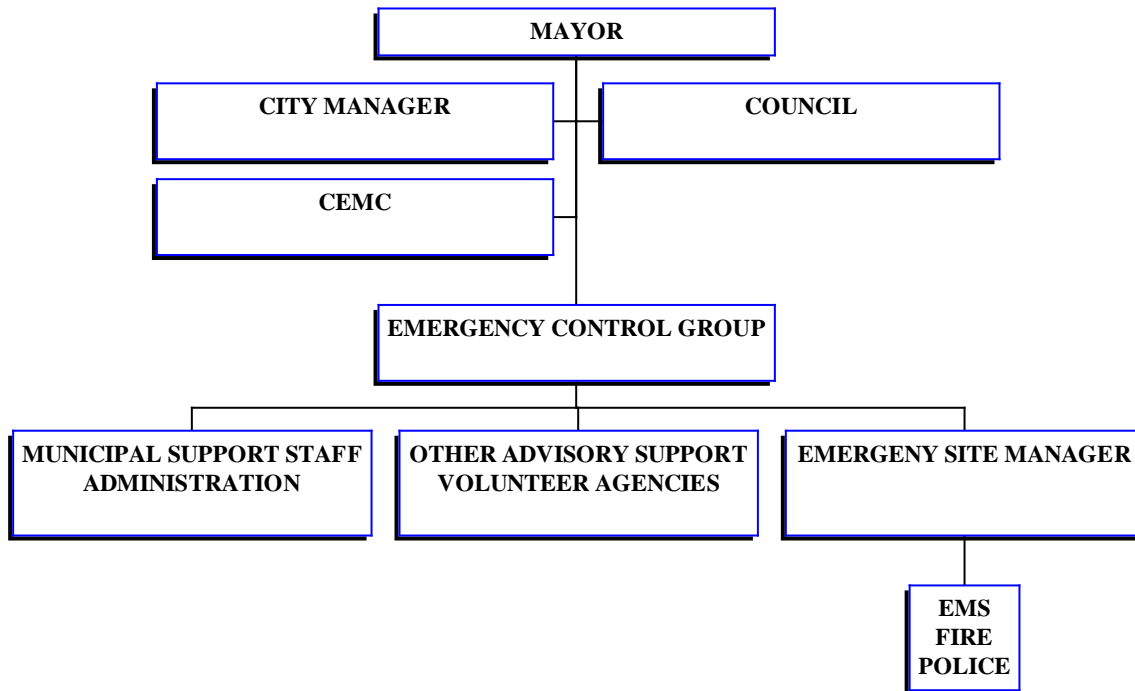 MAYOR
CITY MANAGER
COUNCIL
CEMC
EMERGENCY CONTROL GROUP
MUNICIPAL SUPPORT STAFF
ADMINISTRATION
OTHER ADVISORY SUPPORT
VOLUNTEER AGENCIES
EMERGENY SITE MANAGER
EMS
FIRE
POLICE